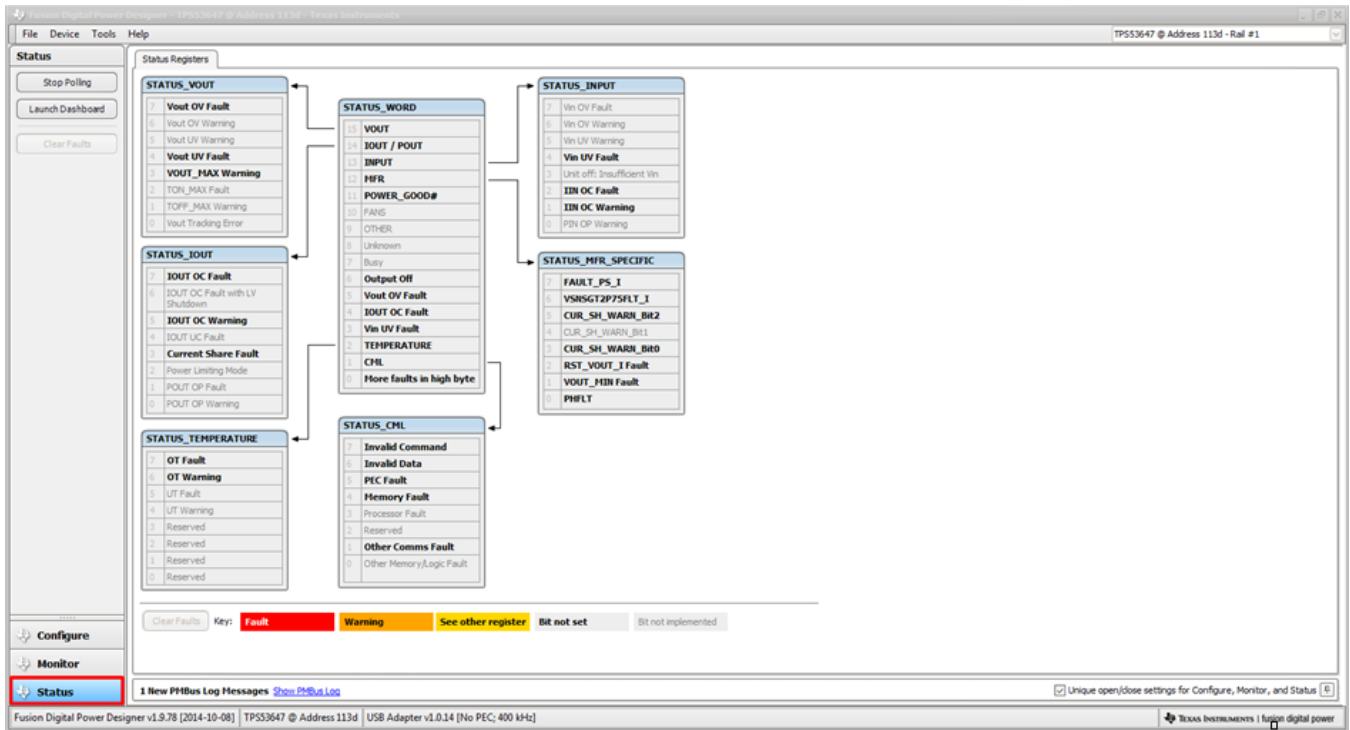 Fusion Digital Power Designer - TPS53647 @ Address 113d - Texas Instruments
File Device Tools Help
TPS53647 @ Address 113d - Rail #1
Status
Stop Polling
Launch Dashboard
Clear Faults
Status Registers
STATUS_VOUT
7 Vout OV Fault
6 Vout OV Warning
5 Vout UV Warning
4 Vout UV Fault
3 VOUT_MAX Warning
2 TON_MAX Fault
1 TOFF_MAX Warning
0 Vout Tracking Error
STATUS_IOUT
7 IOUT OC Fault
6 IOUT OC Fault with LV
Shutdown
5 IOUT OC Warning
4 IOUT UC Fault
3 Current Share Fault
2 Power Limiting Mode
1 POUT OP Fault
0 POUT OP Warning
STATUS_TEMPERATURE
7 OT Fault
6 OT Warning
5 UT Fault
4 UT Warning
3 Reserved
2 Reserved
1 Reserved
0 Reserved
STATUS_WORD
15 VOUT
14 IOUT / POUT
13 INPUT
12 MFR
11 POWER_GOOD#
10 FANS
9 OTHER
8 Unknown
7 Busy
6 Output Off
5 Vout OV Fault
4 IOUT OC Fault
3 Vin UV Fault
2 TEMPERATURE
1 CML
0 More faults in high byte
STATUS_CML
7 Invalid Command
6 Invalid Data
5 PEC Fault
4 Memory Fault
3 Processor Fault
2 Reserved
1 Other Comms Fault
0 Other Memory/Logic Fault
STATUS_INPUT
7 Vin OV Fault
6 Vin OV Warning
5 Vin UV Warning
4 Vin UV Fault
3 Unit off: Insufficient Vin
2 IIN OC Fault
1 IIN OC Warning
0 PIN OP Warning
STATUS_MFR_SPECIFIC
7 FAULT_PS_I
6 VSNSGT2P75FLT_I
5 CUR_SH_WARN_Bit2
4 CUR_SH_WARN_Bit1
3 CUR_SH_WARN_Bit0
2 RST_VOUT_I Fault
1 VOUT_MIN Fault
0 PHFLT
Clear Faults Key: Fault Warning See other register Bit not set Bit not implemented
Configure
Monitor
Status
1 New PMBus Log Messages Show PMBus Log
Unique open/close settings for Configure, Monitor, and Status
Fusion Digital Power Designer v1.9.78 [2014-10-08] TPS53647 @ Address 113d USB Adapter v1.0.14 [No PEC; 400 kHz]
TEXAS INSTRUMENTS | fusion digital power